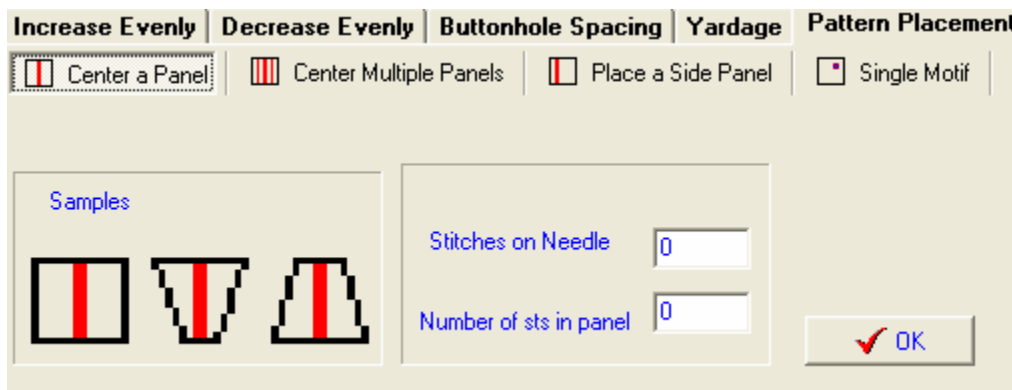 Increase Evenly Decrease Evenly Buttonhole Spacing Yardage Pattern Placement
Center a Panel Center Multiple Panels Place a Side Panel Single Motif
Samples
Stitches on Needle 0
Number of sts in panel 0
OK